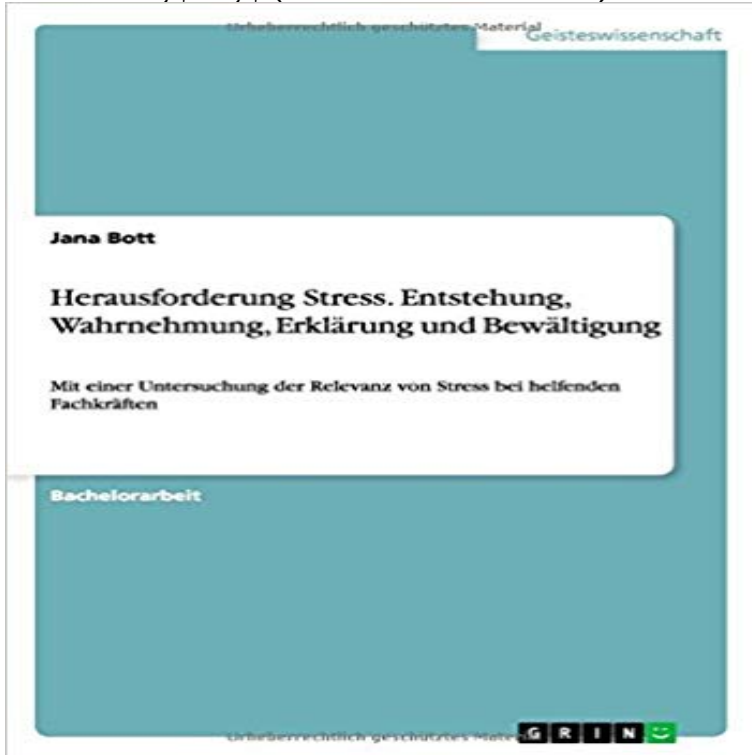 Urheberrechtlich geschütztes Material
Geisteswissenschaft
Jana Bott
Herausforderung Stress. Entstehung,
Wahrnehmung, Erklärung und Bewältigung
Mit einer Untersuchung der Relevanz von Stress bei helfenden
Fachkräften
Bachelorarbeit
Urheberrechtlich geschütztes
GRIN